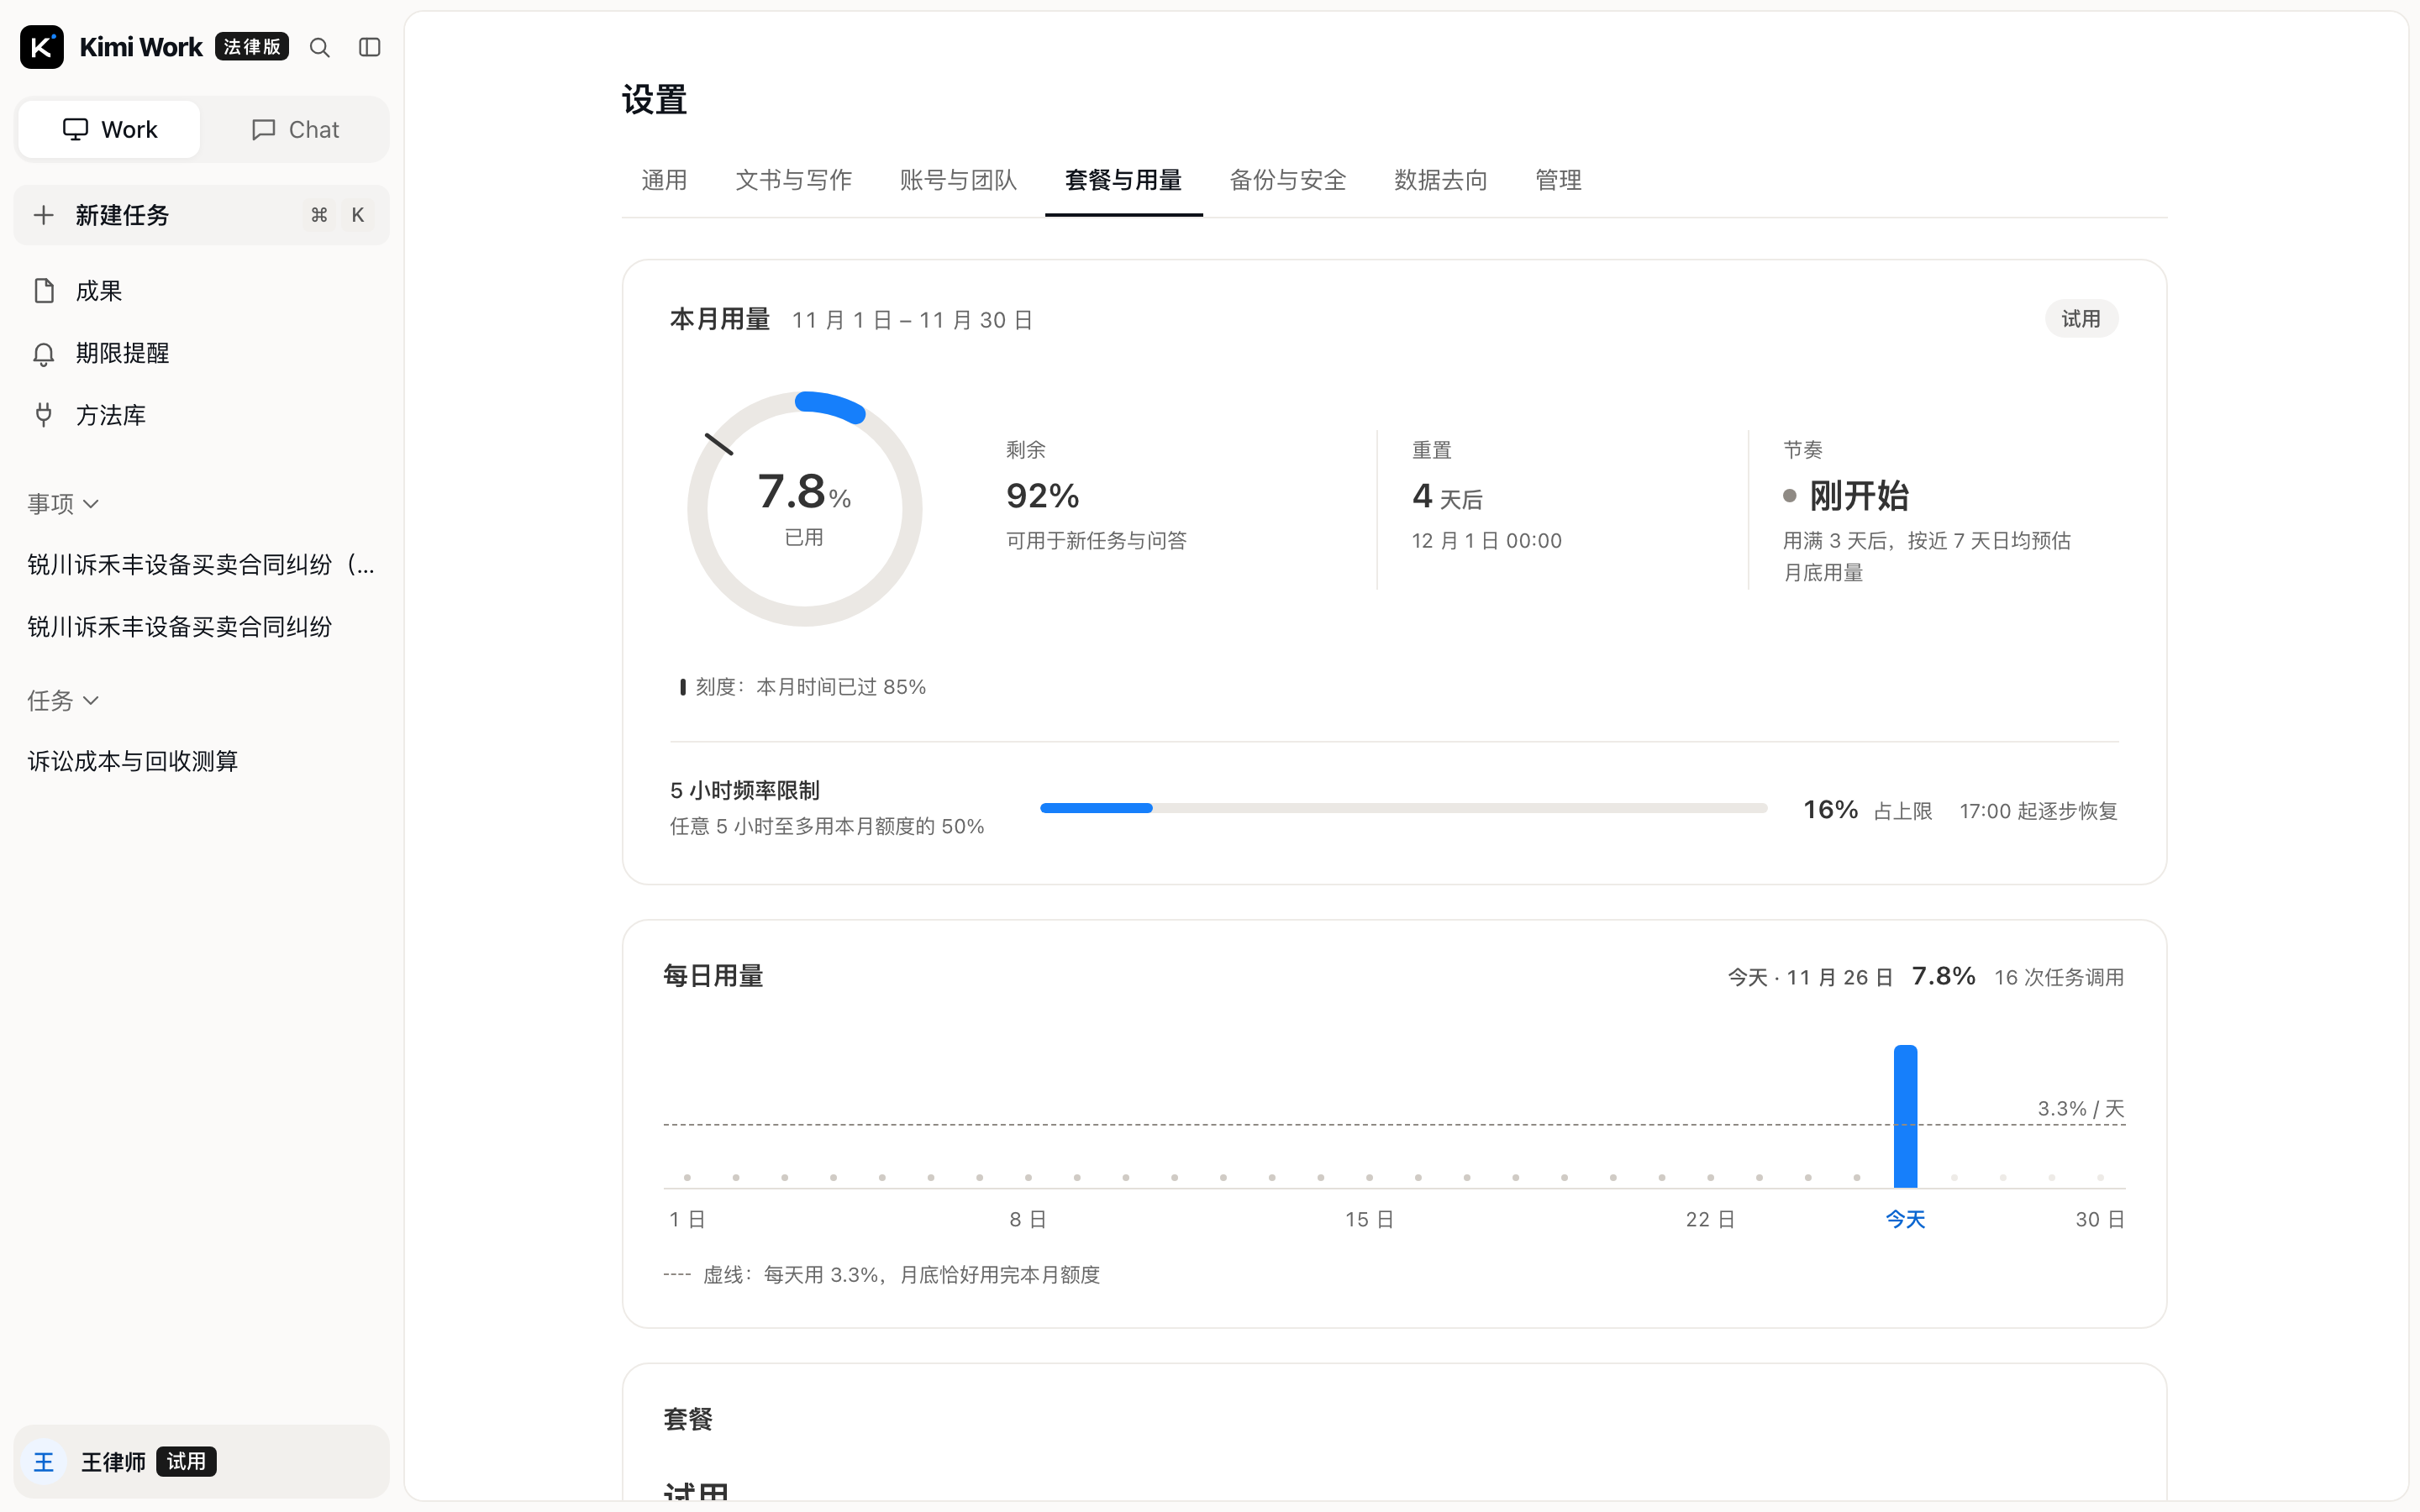 Kimi Work 法律版
Work
Chat
新建任务 ⌘ K
成果
期限提醒
方法库
事项
锐川诉禾丰设备买卖合同纠纷（...
锐川诉禾丰设备买卖合同纠纷
任务
诉讼成本与回收测算
王 王律师 试用
设置
通用 文书与写作 账号与团队 套餐与用量 备份与安全 数据去向 管理
本月用量 11 月 1 日 – 11 月 30 日
试用
7.8%
已用
剩余
92%
可用于新任务与问答
重置
4 天后
12 月 1 日 00:00
节奏
刚开始
用满 3 天后，按近 7 天日均预估
月底用量
刻度：本月时间已过 85%
5 小时频率限制
任意 5 小时至多用本月额度的 50%
16% 占上限 17:00 起逐步恢复
每日用量
今天 · 11 月 26 日 7.8% 16 次任务调用
3.3% / 天
1 日 8 日 15 日 22 日 今天 30 日
虚线：每天用 3.3%，月底恰好用完本月额度
套餐
试用